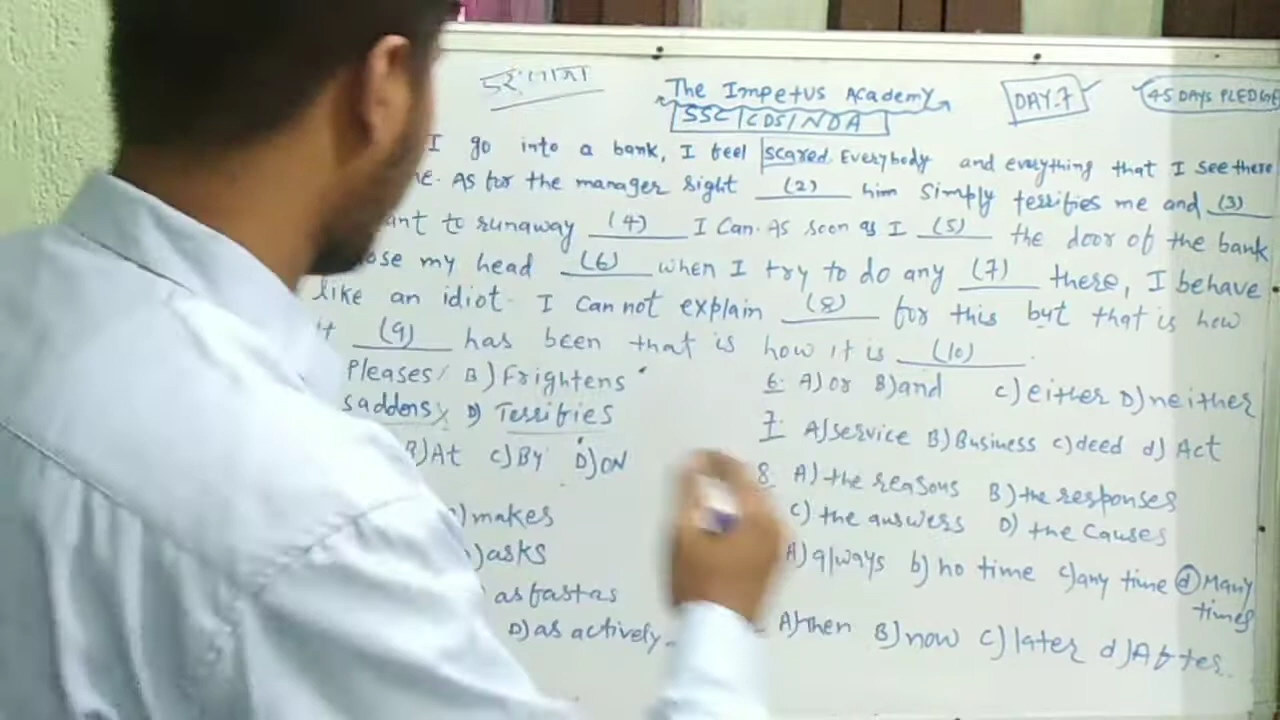 The Impetus Academy
DAY.7
45 DAYS PLEDGE
SSC/CDS/NDA
I go into a bank, I feel scared. Everybody and everything that I see there
me. As for the manager sight (2) him simply terrifies me and (3)
to runaway (4) I can. As soon as I (5) the door of the bank
my head (6) when I try to do any (7) there, I behave
like an idiot. I can not explain (8) for this but that is how
it (9) has been that is how it is (10).
Pleases B) Frightens
saddens D) Terrifies
B) At C) By D) ON
makes
asks
as fast as
D) as actively
6. A) or B) and C) either D) neither
7. A) service B) Business C) deed d) Act
8. A) the reasons B) the responses
C) the answers D) the causes
A) always b) no time c) any time d) Many
times
A) then B) now C) later d) After